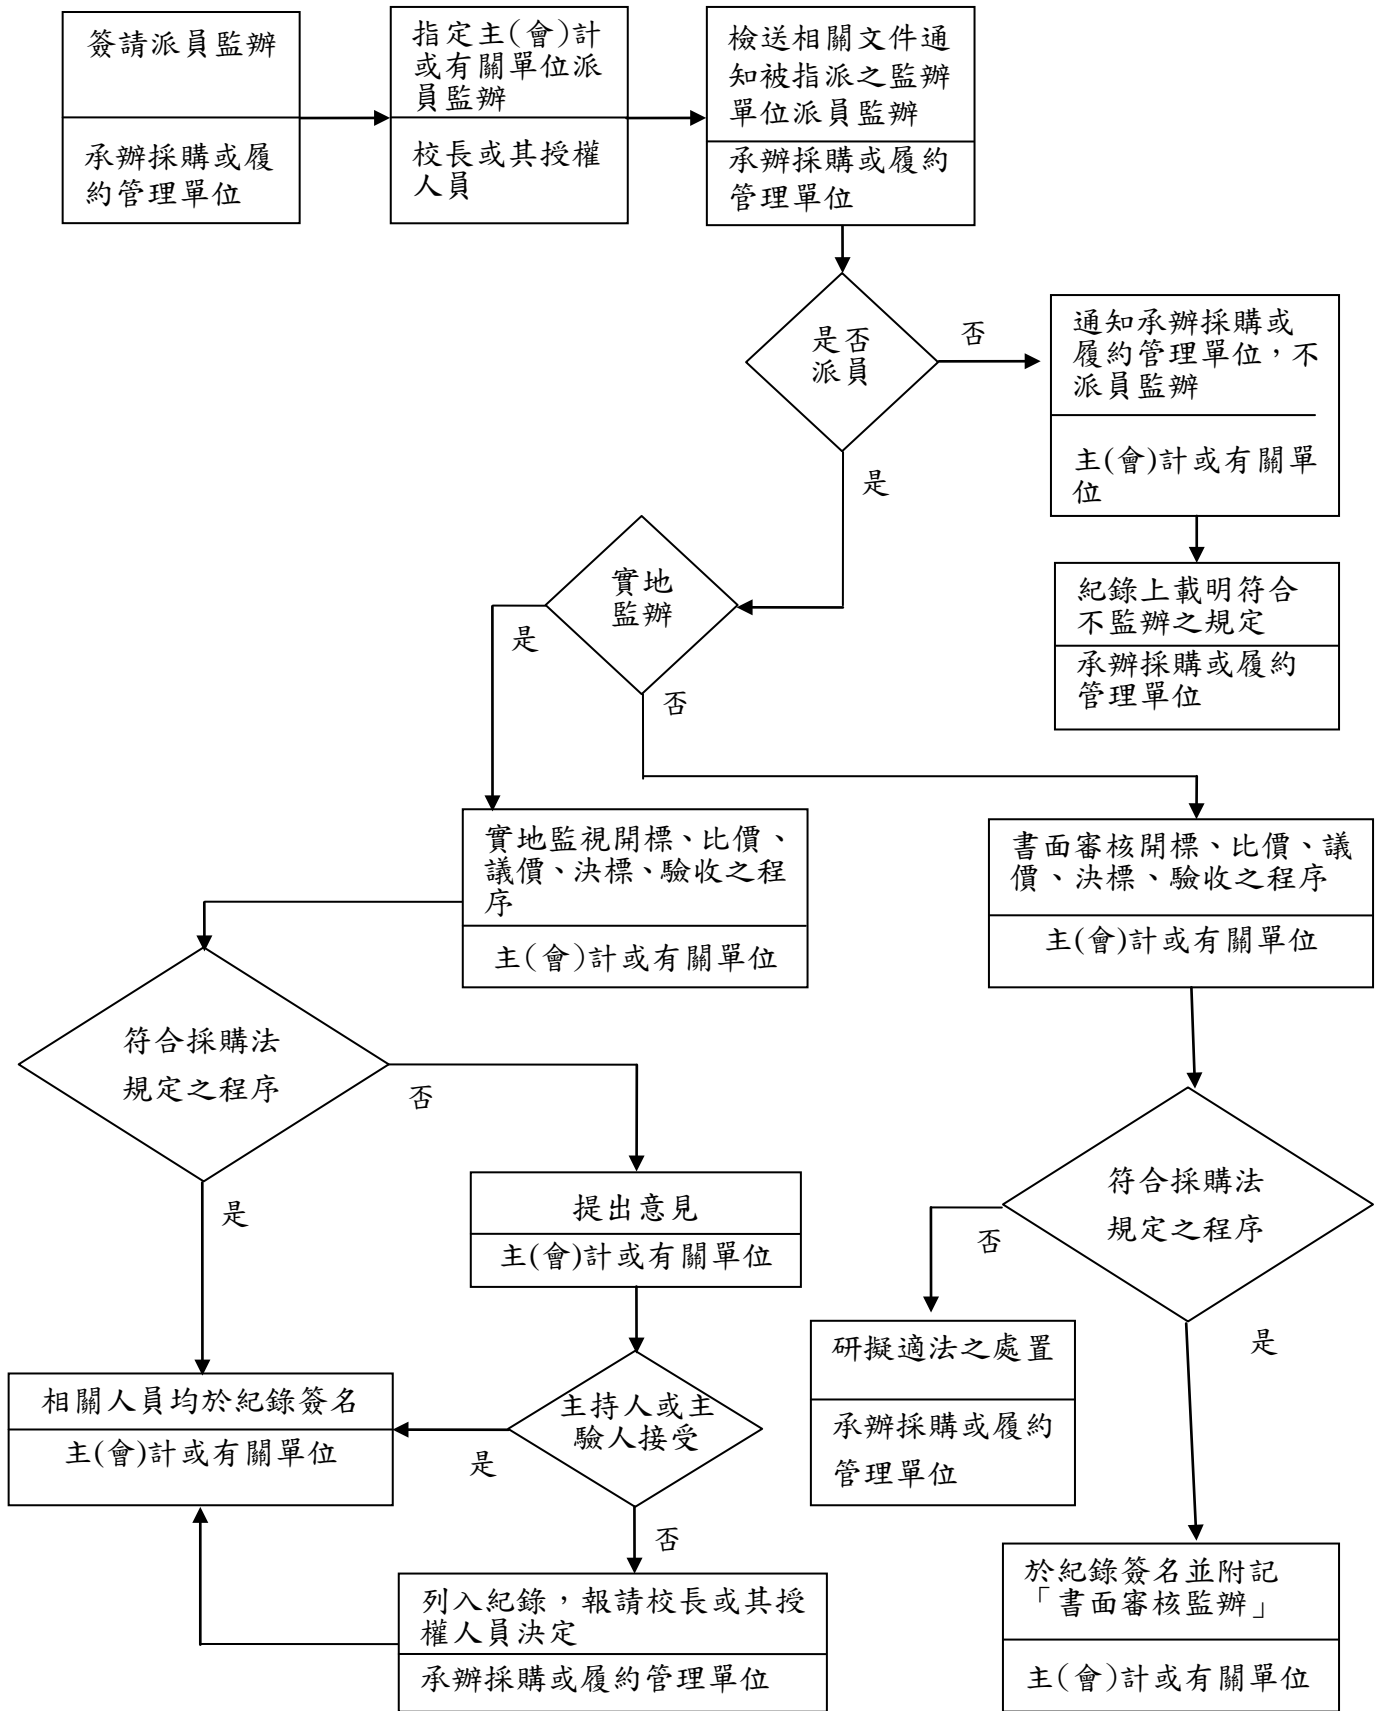 簽請派員監辦
承辦採購或履
約管理單位
指定主(會)計
或有關單位派
員監辦
校長或其授權
人員
檢送相關文件通
知被指派之監辦
單位派員監辦
承辦採購或履約
管理單位
是否
派員
否
是
通知承辦採購或
履約管理單位，不
派員監辦
主(會)計或有關單
位
紀錄上載明符合
不監辦之規定
承辦採購或履約
管理單位
實地
監辦
是
否
實地監視開標、比價、
議價、決標、驗收之程
序
主(會)計或有關單位
書面審核開標、比價、議
價、決標、驗收之程序
主(會)計或有關單位
符合採購法
規定之程序
否
是
提出意見
主(會)計或有關單位
符合採購法
規定之程序
否
是
研擬適法之處置
承辦採購或履約
管理單位
主持人或主
驗人接受
是
否
相關人員均於紀錄簽名
主(會)計或有關單位
列入紀錄，報請校長或其授
權人員決定
承辦採購或履約管理單位
於紀錄簽名並附記
「書面審核監辦」
主(會)計或有關單位